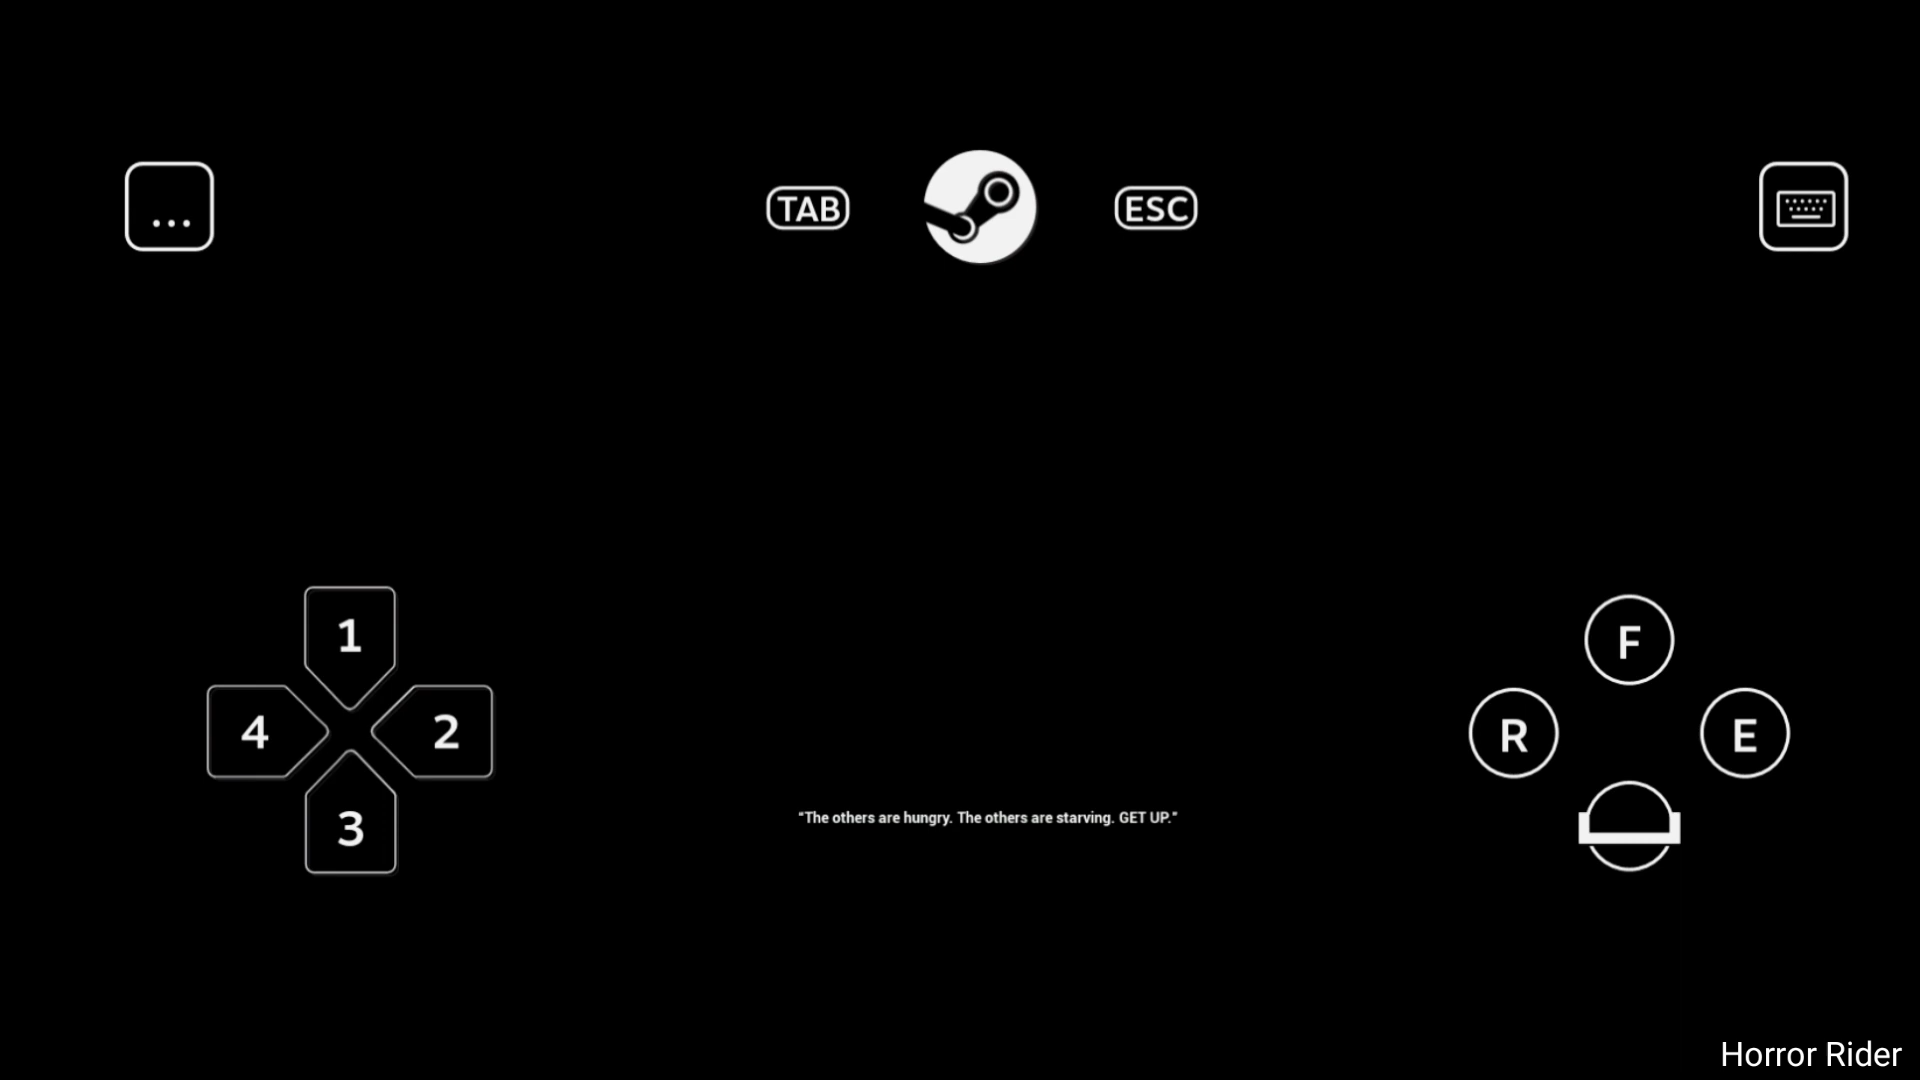 ...
TAB
ESC
1
4
2
3
F
R
E
"The others are hungry. The others are starving. GET UP."
Horror Rider